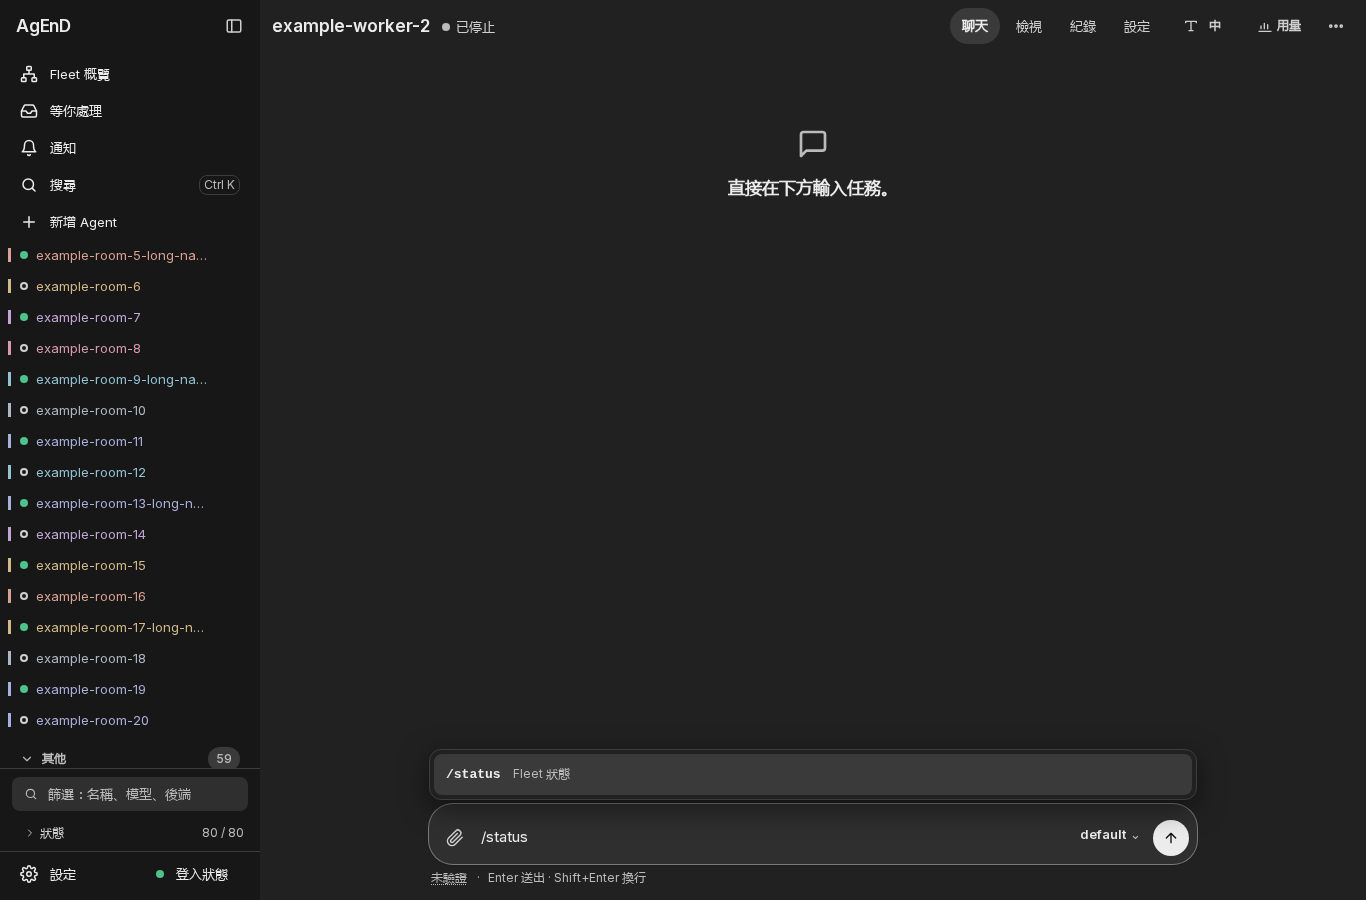 AgEnD
example-worker-2 已停止 聊天 檢視 紀錄 設定 中 用量
Fleet 概覽
等你處理
通知
搜尋 Ctrl K
新增 Agent
example-room-5-long-na…
example-room-6
example-room-7
example-room-8
example-room-9-long-na…
example-room-10
example-room-11
example-room-12
example-room-13-long-n…
example-room-14
example-room-15
example-room-16
example-room-17-long-n…
example-room-18
example-room-19
example-room-20
其他 59
篩選：名稱、模型、後端
狀態 80 / 80
設定 登入狀態
直接在下方輸入任務。
/status Fleet 狀態
/status default
未驗證 · Enter 送出 · Shift+Enter 換行